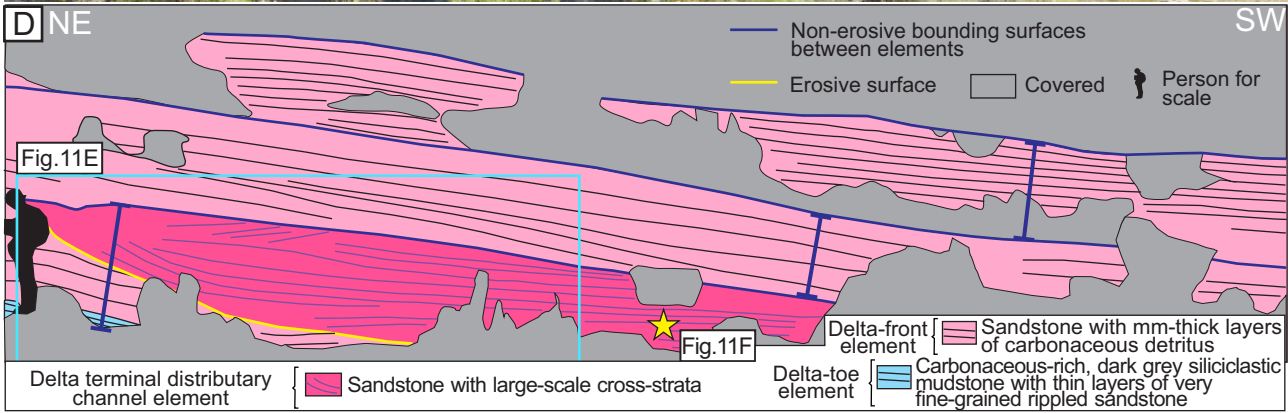 D NE
SW
Non-erosive bounding surfaces
between elements
Erosive surface
Covered
Person for
scale
Fig.11E
Fig.11F
Delta terminal distributary
channel element
Sandstone with large-scale cross-strata
Delta-front
element
Sandstone with mm-thick layers
of carbonaceous detritus
Delta-toe
element
Carbonaceous-rich, dark grey siliciclastic
mudstone with thin layers of very
fine-grained rippled sandstone